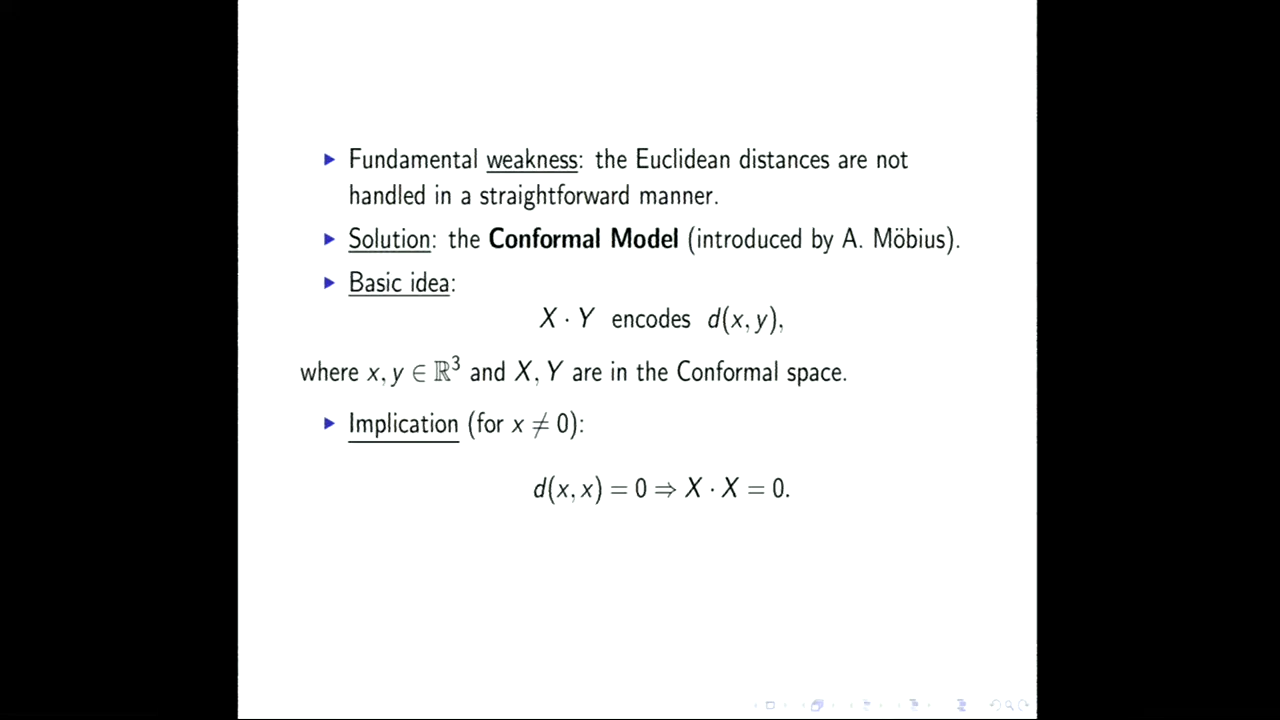 ▶ Fundamental weakness: the Euclidean distances are not
handled in a straightforward manner.
▶ Solution: the Conformal Model (introduced by A. Möbius).
▶ Basic idea:
X · Y encodes d(x, y),
where x, y ∈ ℝ³ and X, Y are in the Conformal space.
▶ Implication (for x ≠ 0):
d(x, x) = 0 ⇒ X · X = 0.